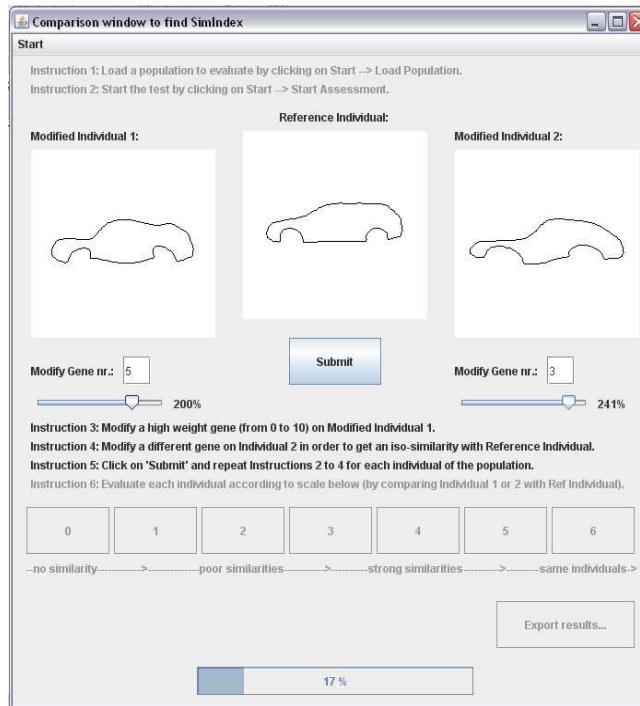 Comparison window to find SimIndex
Start
Instruction 1: Load a population to evaluate by clicking on Start --> Load Population.
Instruction 2: Start the test by clicking on Start --> Start Assessment.
Reference Individual:
Modified Individual 1:
Modified Individual 2:
Submit
Modify Gene nr.: 5
Modify Gene nr.: 3
200%
241%
Instruction 3: Modify a high weight gene (from 0 to 10) on Modified Individual 1.
Instruction 4: Modify a different gene on Individual 2 in order to get an iso-similarity with Reference Individual.
Instruction 5: Click on 'Submit' and repeat Instructions 2 to 4 for each individual of the population.
Instruction 6: Evaluate each individual according to scale below (by comparing Individual 1 or 2 with Ref Individual).
0 1 2 3 4 5 6
--no similarity----------->-----------poor similarities----------->---------strong similarities--------->--------same individuals->
Export results...
17 %